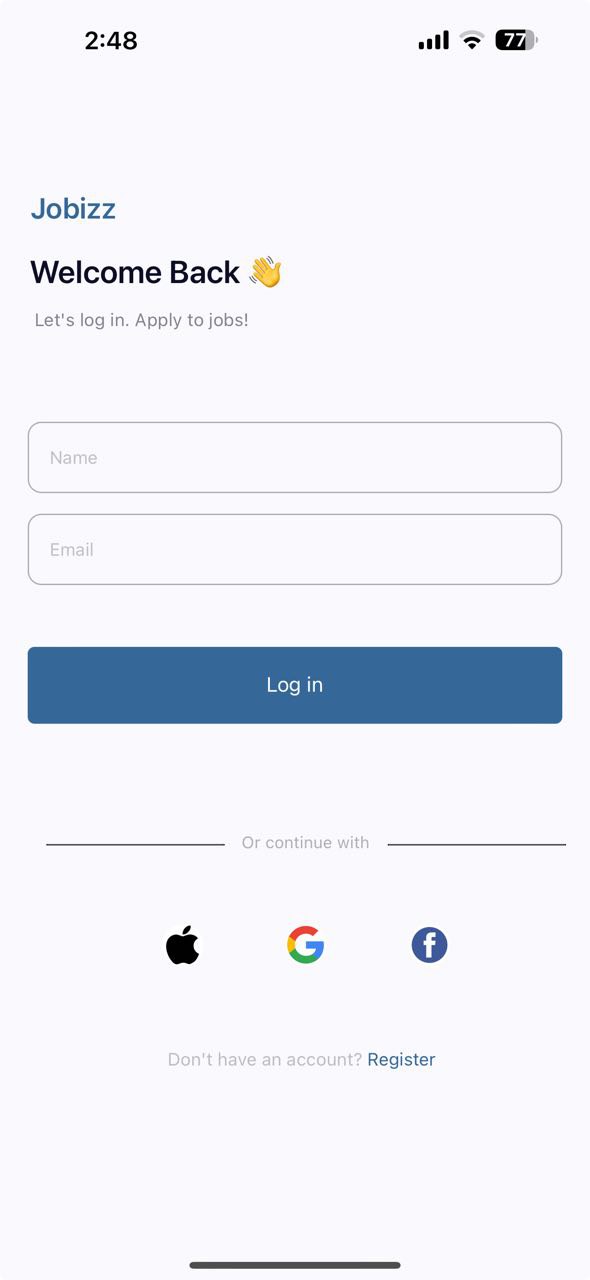 2:48
77
Jobizz
Welcome Back 👋
Let's log in. Apply to jobs!
Name
Email
Log in
Or continue with
Don't have an account? Register